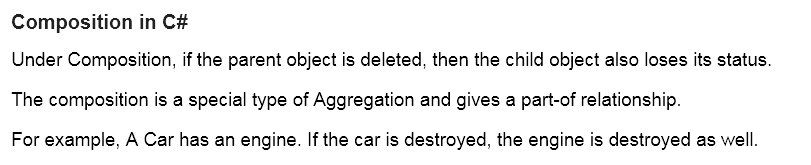 Composition in C#
Under Composition, if the parent object is deleted, then the child object also loses its status.
The composition is a special type of Aggregation and gives a part-of relationship.
For example, A Car has an engine. If the car is destroyed, the engine is destroyed as well.